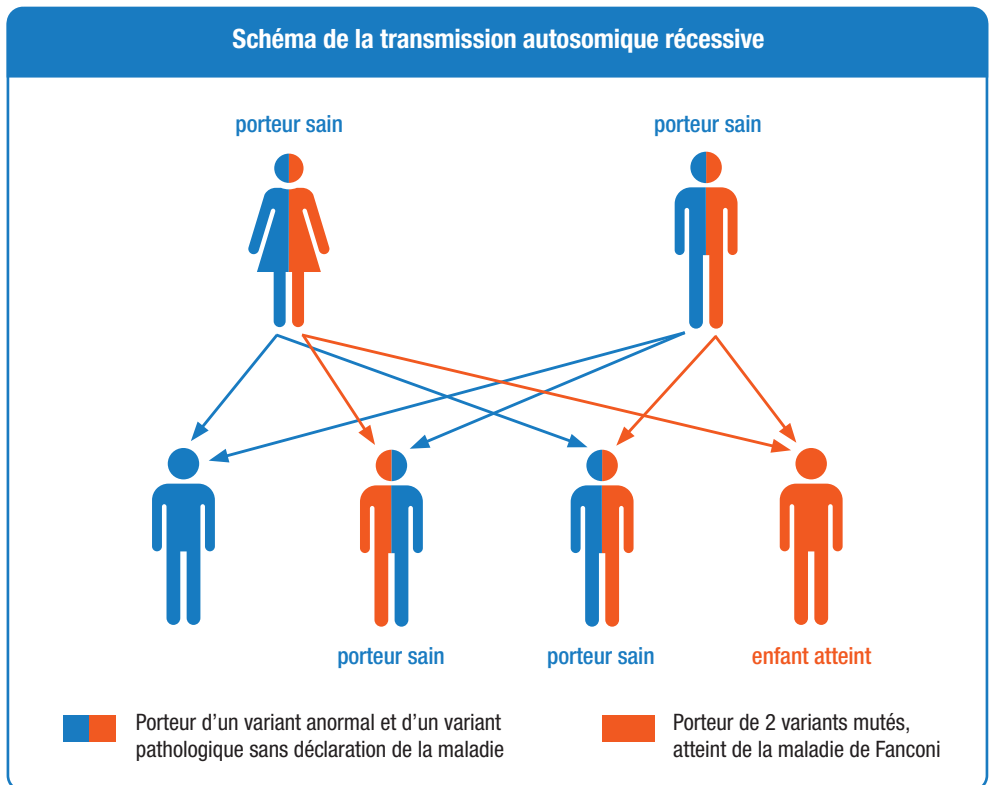 Schéma de la transmission autosomique récessive
porteur sain
porteur sain
porteur sain
porteur sain
enfant atteint
Porteur d’un variant anormal et d’un variant
pathologique sans déclaration de la maladie
Porteur de 2 variants mutés,
atteint de la maladie de Fanconi